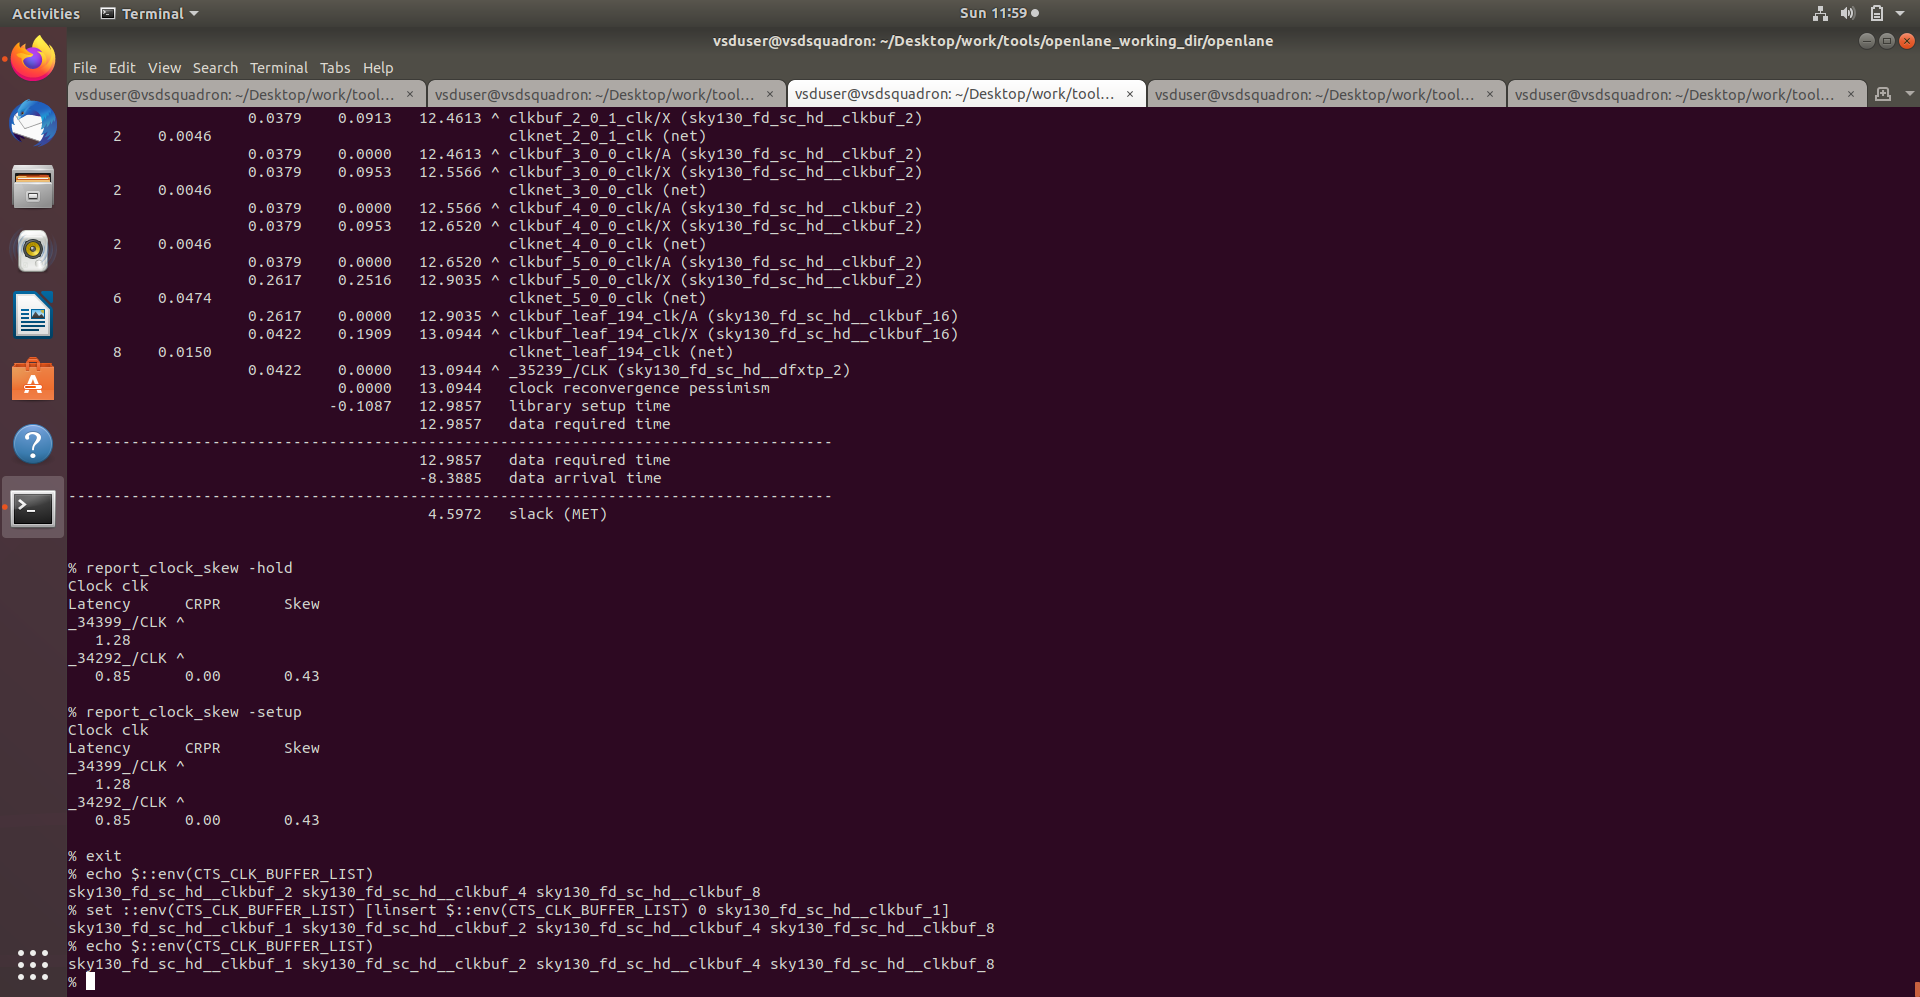 Activities Terminal Sun 11:59
vsduser@vsdsquadron: ~/Desktop/work/tools/openlane_working_dir/openlane
File Edit View Search Terminal Tabs Help
vsduser@vsdsquadron: ~/Desktop/work/tool... × vsduser@vsdsquadron: ~/Desktop/work/tool... × vsduser@vsdsquadron: ~/Desktop/work/tool... × vsduser@vsdsquadron: ~/Desktop/work/tool... × vsduser@vsdsquadron: ~/Desktop/work/tool... ×
0.0379 0.0913 12.4613 ^ clkbuf_2_0_1_clk/X (sky130_fd_sc_hd__clkbuf_2)
2 0.0046 clknet_2_0_1_clk (net)
0.0379 0.0000 12.4613 ^ clkbuf_3_0_0_clk/A (sky130_fd_sc_hd__clkbuf_2)
0.0379 0.0953 12.5566 ^ clkbuf_3_0_0_clk/X (sky130_fd_sc_hd__clkbuf_2)
2 0.0046 clknet_3_0_0_clk (net)
0.0379 0.0000 12.5566 ^ clkbuf_4_0_0_clk/A (sky130_fd_sc_hd__clkbuf_2)
0.0379 0.0953 12.6520 ^ clkbuf_4_0_0_clk/X (sky130_fd_sc_hd__clkbuf_2)
2 0.0046 clknet_4_0_0_clk (net)
0.0379 0.0000 12.6520 ^ clkbuf_5_0_0_clk/A (sky130_fd_sc_hd__clkbuf_2)
0.2617 0.2516 12.9035 ^ clkbuf_5_0_0_clk/X (sky130_fd_sc_hd__clkbuf_2)
6 0.0474 clknet_5_0_0_clk (net)
0.2617 0.0000 12.9035 ^ clkbuf_leaf_194_clk/A (sky130_fd_sc_hd__clkbuf_16)
0.0422 0.1909 13.0944 ^ clkbuf_leaf_194_clk/X (sky130_fd_sc_hd__clkbuf_16)
8 0.0150 clknet_leaf_194_clk (net)
0.0422 0.0000 13.0944 ^ _35239_/CLK (sky130_fd_sc_hd__dfxtp_2)
0.0000 13.0944 clock reconvergence pessimism
-0.1087 12.9857 library setup time
12.9857 data required time
-------------------------------------------------------------------------------------
12.9857 data required time
-8.3885 data arrival time
-------------------------------------------------------------------------------------
4.5972 slack (MET)
% report_clock_skew -hold
Clock clk
Latency CRPR Skew
_34399_/CLK ^
1.28
_34292_/CLK ^
0.85 0.00 0.43
% report_clock_skew -setup
Clock clk
Latency CRPR Skew
_34399_/CLK ^
1.28
_34292_/CLK ^
0.85 0.00 0.43
% exit
% echo $::env(CTS_CLK_BUFFER_LIST)
sky130_fd_sc_hd__clkbuf_2 sky130_fd_sc_hd__clkbuf_4 sky130_fd_sc_hd__clkbuf_8
% set ::env(CTS_CLK_BUFFER_LIST) [linsert $::env(CTS_CLK_BUFFER_LIST) 0 sky130_fd_sc_hd__clkbuf_1]
sky130_fd_sc_hd__clkbuf_1 sky130_fd_sc_hd__clkbuf_2 sky130_fd_sc_hd__clkbuf_4 sky130_fd_sc_hd__clkbuf_8
% echo $::env(CTS_CLK_BUFFER_LIST)
sky130_fd_sc_hd__clkbuf_1 sky130_fd_sc_hd__clkbuf_2 sky130_fd_sc_hd__clkbuf_4 sky130_fd_sc_hd__clkbuf_8
%